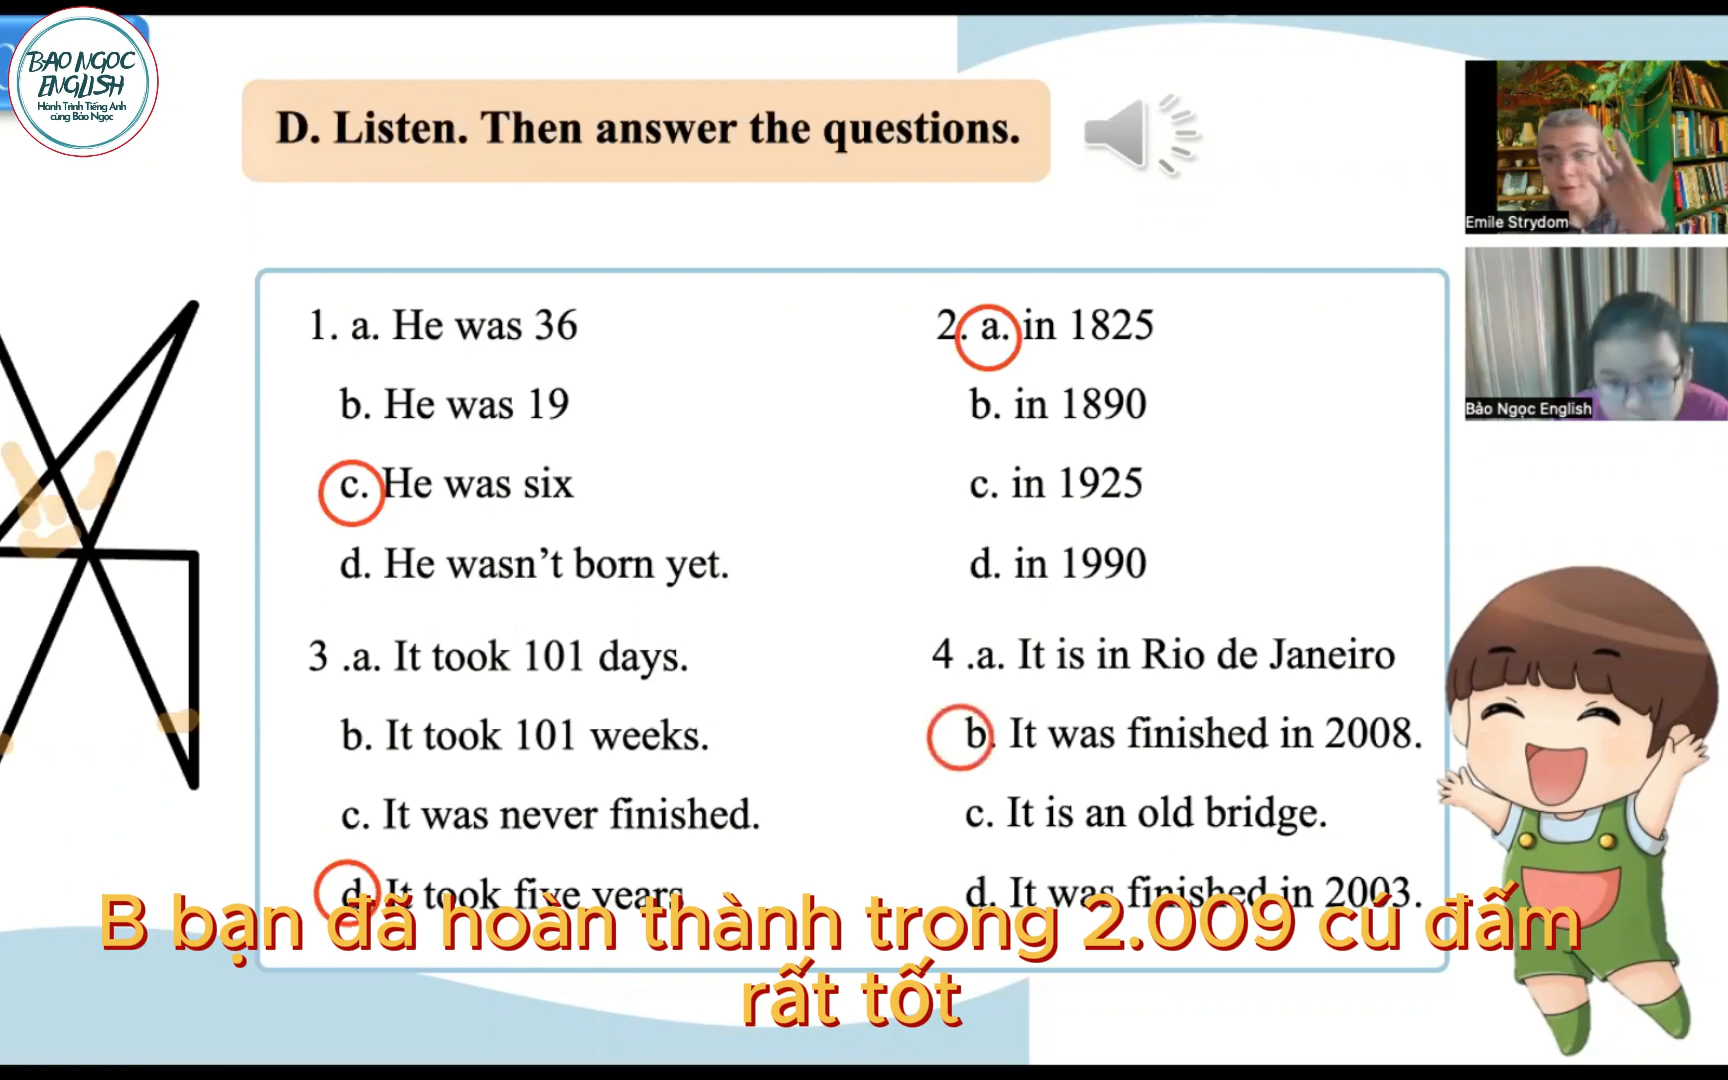 BAO NGOC
ENGLISH
Hành Trình Tiếng Anh
cùng Bảo Ngọc
D. Listen. Then answer the questions.
Emile Strydom
Bảo Ngọc English
1. a. He was 36
b. He was 19
c. He was six
d. He wasn't born yet.
2. a. in 1825
b. in 1890
c. in 1925
d. in 1990
3 .a. It took 101 days.
b. It took 101 weeks.
c. It was never finished.
d. It took five years
4 .a. It is in Rio de Janeiro
b. It was finished in 2008.
c. It is an old bridge.
d. It was finished in 2003.
B bạn đã hoàn thành trong 2.009 cú đấm
rất tốt